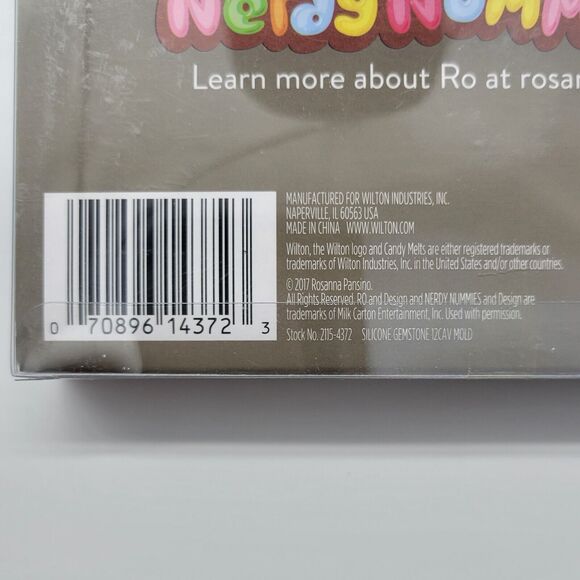 Nerdy Numm
Learn more about Ro at rosan
MANUFACTURED FOR WILTON INDUSTRIES, INC.
NAPERVILLE, IL 60563 USA
MADE IN CHINA WWW.WILTON.COM
Wilton, the Wilton logo and Candy Melts are either registered trademarks or
trademarks of Wilton Industries, Inc. in the United States and/or other countries.
© 2017 Rosanna Pansino.
All Rights Reserved. RO and Design and NERDY NUMMIES and Design are
trademarks of Milk Carton Entertainment, Inc. Used with permission.
Stock No. 2115-4372 SILICONE GEMSTONE 12CAV MOLD
0 70896 14372 3